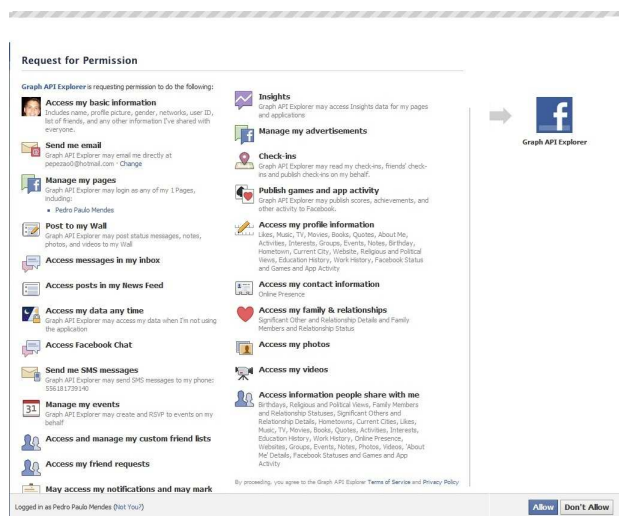 Request for Permission
Graph API Explorer is requesting permission to do the following:
Access my basic information
Includes name, profile picture, gender, networks, user ID,
list of friends, and any other information I've shared with
everyone.
Send me email
Graph API Explorer may email me directly at
pepezao0@hotmail.com · Change
Manage my pages
Graph API Explorer may login as any of my 1 Pages,
including:
Pedro Paulo Mendes
Post to my Wall
Graph API Explorer may post status messages, notes,
photos, and videos to my Wall
Access messages in my inbox
Access posts in my News Feed
Access my data any time
Graph API Explorer may access my data when I'm not using
the application
Access Facebook Chat
Send me SMS messages
Graph API Explorer may send SMS messages to my phone:
556181739140
31
Manage my events
Graph API Explorer may create and RSVP to events on my
behalf
Access and manage my custom friend lists
Access my friend requests
May access my notifications and may mark
Insights
Graph API Explorer may access Insights data for my pages
and applications
Manage my advertisements
Check-ins
Graph API Explorer may read my check-ins, friends' check-
ins and publish check-ins on my behalf.
Publish games and app activity
Graph API Explorer may publish scores, achievements, and
other activity to Facebook.
Access my profile information
Likes, Music, TV, Movies, Books, Quotes, About Me,
Activities, Interests, Groups, Events, Notes, Birthday,
Hometown, Current City, Website, Religious and Political
Views, Education History, Work History, Facebook Status
and Games and App Activity
Access my contact information
Online Presence
Access my family & relationships
Significant Other and Relationship Details and Family
Members and Relationship Status
Access my photos
Access my videos
Access information people share with me
Birthdays, Religious and Political Views, Family Members
and Relationship Statuses, Significant Others and
Relationship Details, Hometowns, Current Cities, Likes,
Music, TV, Movies, Books, Quotes, Activities, Interests,
Education History, Work History, Online Presence,
Websites, Groups, Events, Notes, Photos, Videos, 'About
Me' Details, Facebook Statuses and Games and App
Activity
By proceeding, you agree to the Graph API Explorer Terms of Service and Privacy Policy
f
Graph API Explorer
Logged in as Pedro Paulo Mendes (Not You?)
Allow
Don't Allow